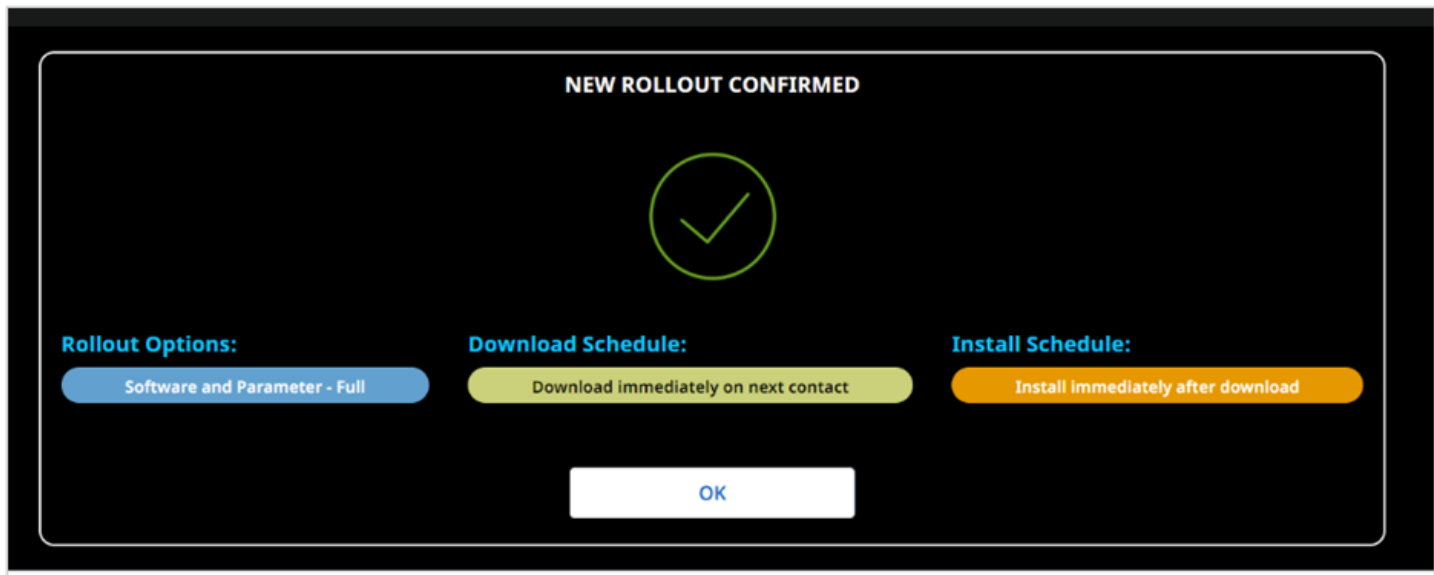 NEW ROLLOUT CONFIRMED
Rollout Options:
Software and Parameter - Full
Download Schedule:
Download immediately on next contact
Install Schedule:
Install immediately after download
OK